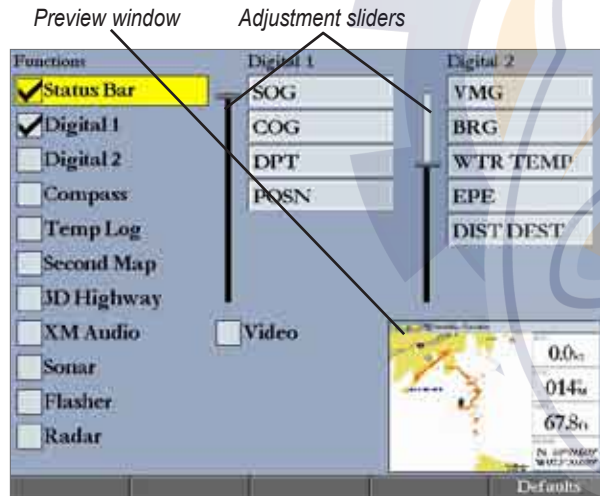 Preview window
Adjustment sliders
Functions
Status Bar
Digital 1
Digital 2
Compass
Temp Log
Second Map
3D Highway
XM Audio
Sonar
Flasher
Radar
Video
Digital 1
SOG
COG
DPT
POSN
Digital 2
VMG
BRG
WTR TEMP
EPE
DIST DEST
0.0
014
67.8
Defaults